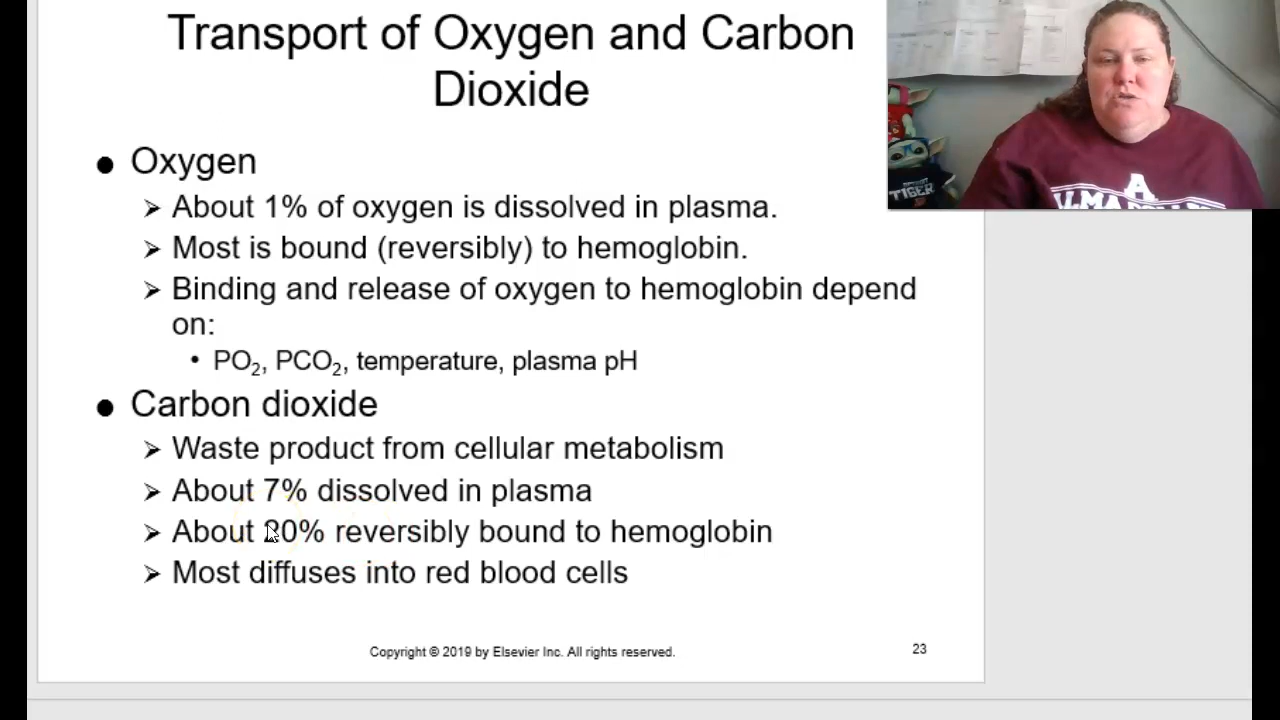 Transport of Oxygen and Carbon
Dioxide
● Oxygen
➢ About 1% of oxygen is dissolved in plasma.
➢ Most is bound (reversibly) to hemoglobin.
➢ Binding and release of oxygen to hemoglobin depend
on:
• PO₂, PCO₂, temperature, plasma pH
● Carbon dioxide
➢ Waste product from cellular metabolism
➢ About 7% dissolved in plasma
➢ About 20% reversibly bound to hemoglobin
➢ Most diffuses into red blood cells
Copyright © 2019 by Elsevier Inc. All rights reserved.
23
TIGER
A